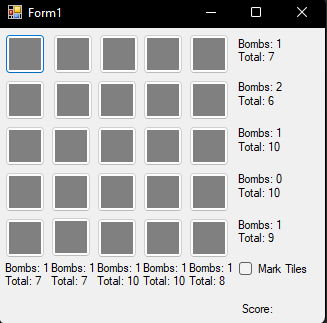 Form1
Bombs: 1
Total: 7
Bombs: 2
Total: 6
Bombs: 1
Total: 10
Bombs: 0
Total: 10
Bombs: 1
Total: 9
Bombs: 1 Bombs: 1 Bombs: 1 Bombs: 1 Bombs: 1
Total: 7 Total: 7 Total: 10 Total: 10 Total: 8
Mark Tiles
Score: